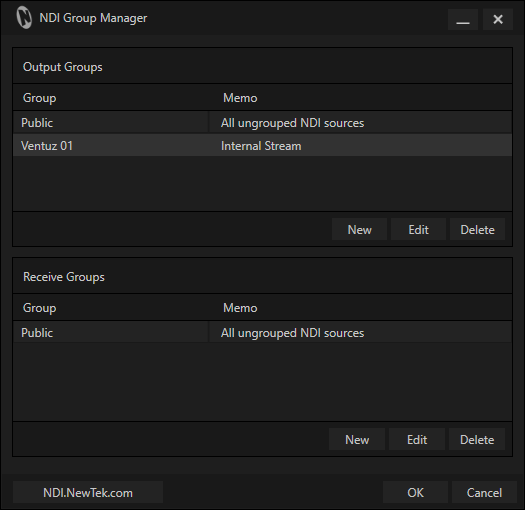 NDI Group Manager
Output Groups
Group Memo
Public All ungrouped NDI sources
Ventuz 01 Internal Stream
New Edit Delete
Receive Groups
Group Memo
Public All ungrouped NDI sources
New Edit Delete
NDI.NewTek.com OK Cancel